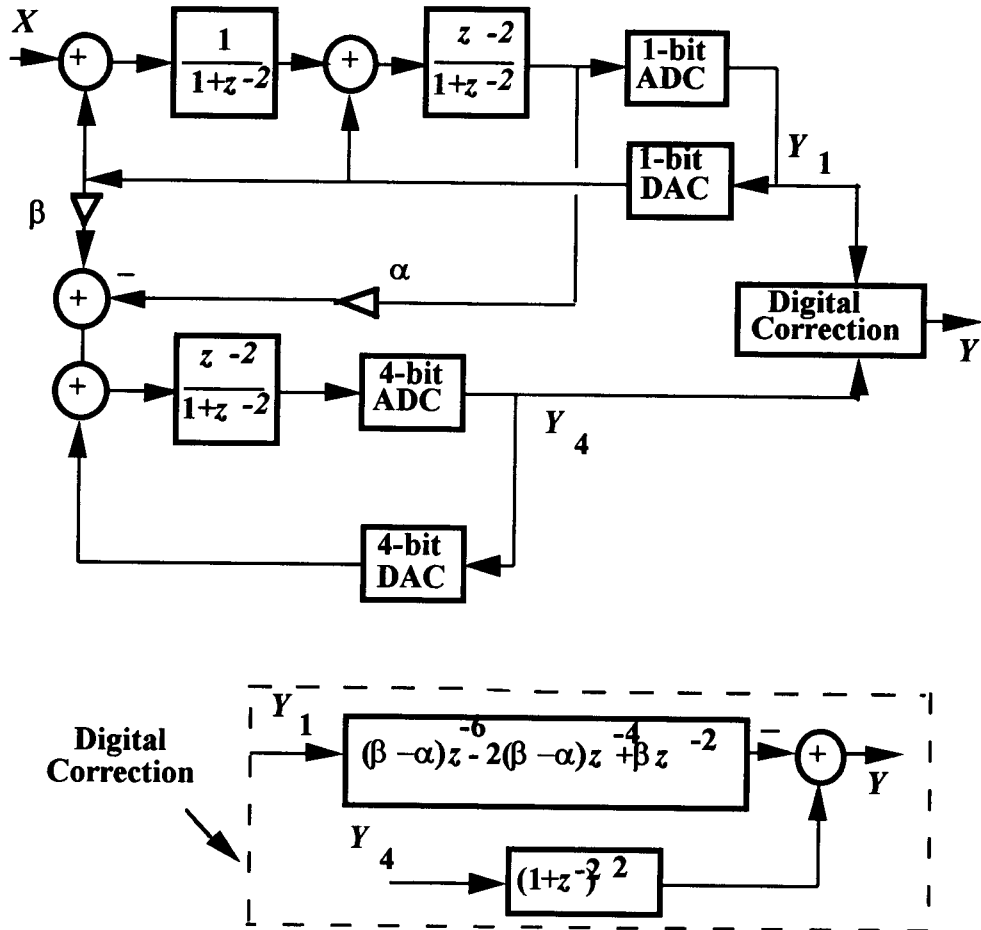 X
+
1
1+z -2
+
z -2
1+z -2
1-bit
ADC
Y 1
1-bit
DAC
β
α
−
+
Digital
Correction
Y
+
z -2
1+z -2
4-bit
ADC
Y 4
4-bit
DAC
Digital
Correction
Y 1
(β −α)z -6 - 2(β −α)z -4 +β z -2
−
+
Y
Y 4
(1+z -2) 2